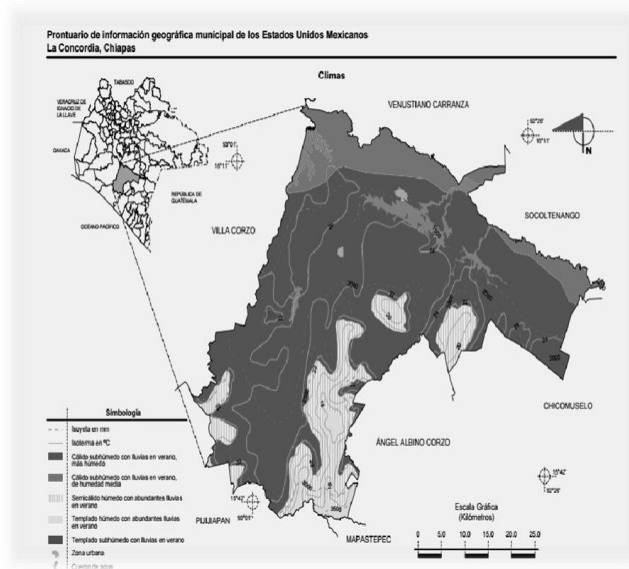 Prontuario de información geográfica municipal de los Estados Unidos Mexicanos
La Concordia, Chiapas
Climas
TABASCO
VERACRUZ DE
IGNACIO DE
LA LLAVE
OAXACA
REPÚBLICA DE
GUATEMALA
OCÉANO PACÍFICO
VENUSTIANO CARRANZA
N
SOCOLTENANGO
VILLA CORZO
CHICOMUSELO
ÁNGEL ALBINO CORZO
PIJIJIAPAN
MAPASTEPEC
Simbología
Isoyeta en mm
Isoterma en ºC
Cálido subhúmedo con lluvias en verano,
más húmedo
Cálido subhúmedo con lluvias en verano,
de humedad media
Semicálido húmedo con abundantes lluvias
en verano
Templado húmedo con abundantes lluvias
en verano
Templado subhúmedo con lluvias en verano
Zona urbana
Cuerpo de agua
Escala Gráfica
(Kilómetros)
0 5.0 10.0 15.0 20.0 25.0